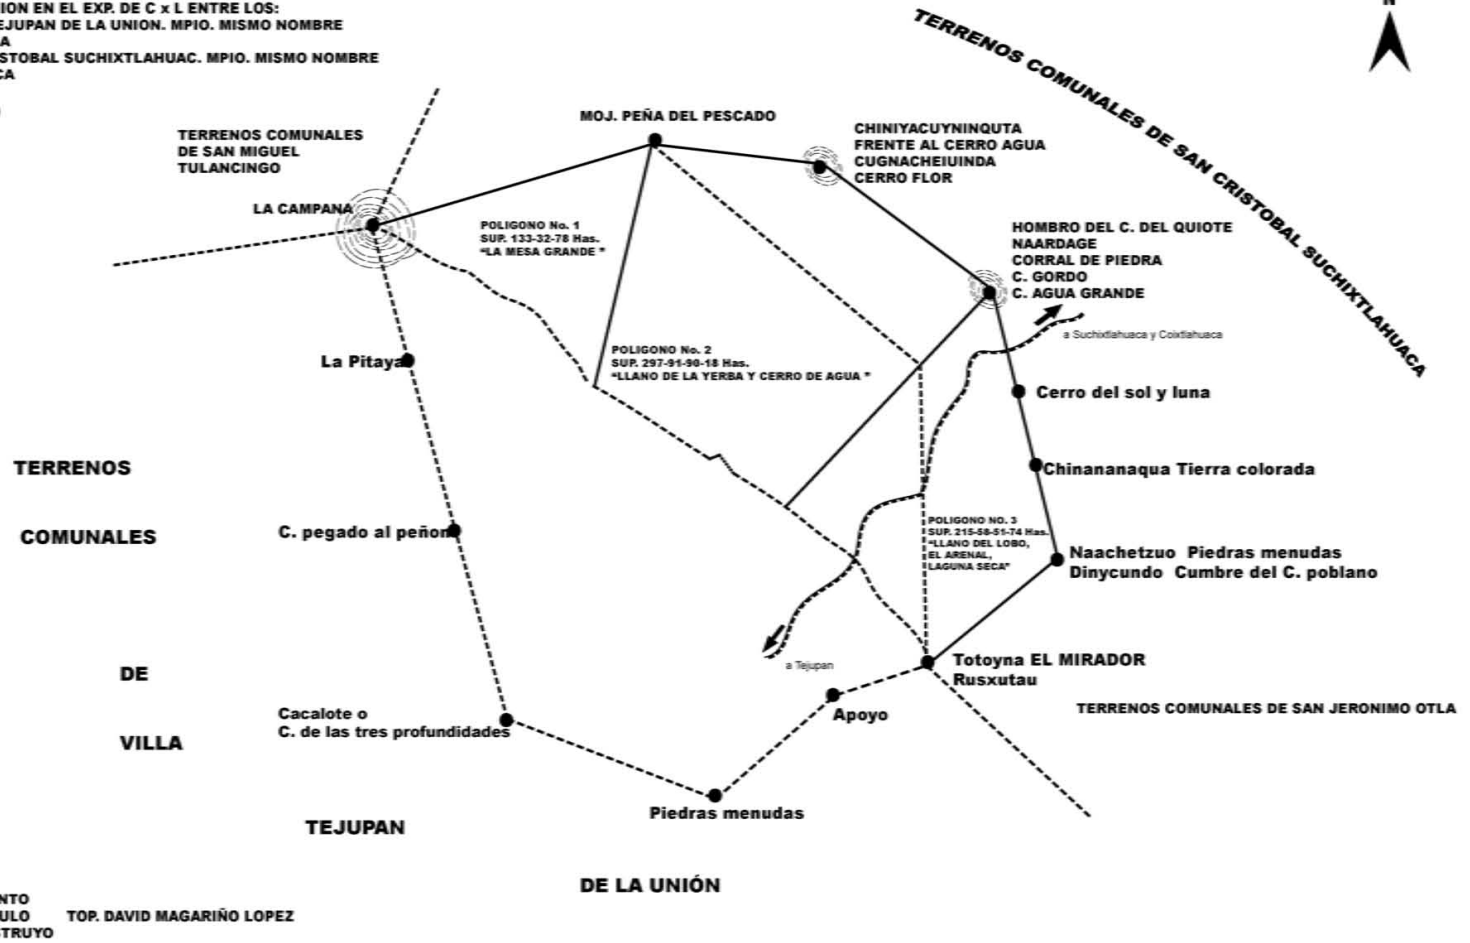 ION EN EL EXP. DE C x L ENTRE LOS:
EJUPAN DE LA UNION. MPIO. MISMO NOMBRE
A
STOBAL SUCHIXTLAHUAC. MPIO. MISMO NOMBRE
CA
N
TERRENOS COMUNALES DE SAN CRISTOBAL SUCHIXTLAHUACA
MOJ. PEÑA DEL PESCADO
TERRENOS COMUNALES
DE SAN MIGUEL
TULANCINGO
CHINIYACUYNINQUTA
FRENTE AL CERRO AGUA
CUGNACHEIUINDA
CERRO FLOR
LA CAMPANA
POLIGONO No. 1
SUP. 133-32-78 Has.
"LA MESA GRANDE "
HOMBRO DEL C. DEL QUIOTE
NAARDAGE
CORRAL DE PIEDRA
C. GORDO
C. AGUA GRANDE
a Suchixtlahuaca y Coixtlahuaca
La Pitaya
POLIGONO No. 2
SUP. 297-91-90-18 Has.
"LLANO DE LA YERBA Y CERRO DE AGUA "
Cerro del sol y luna
TERRENOS
Chinananaqua Tierra colorada
COMUNALES
C. pegado al peñon
POLIGONO NO. 3
SUP. 215-58-51-74 Has.
"LLANO DEL LOBO,
EL ARENAL,
LAGUNA SECA"
Naachetzuo Piedras menudas
Dinycundo Cumbre del C. poblano
DE
a Tejupan
Totoyna EL MIRADOR
Rusxutau
Cacalote o
C. de las tres profundidades
Apoyo
TERRENOS COMUNALES DE SAN JERONIMO OTLA
VILLA
Piedras menudas
TEJUPAN
DE LA UNIÓN
NTO
ULO TOP. DAVID MAGARIÑO LOPEZ
TRUYO